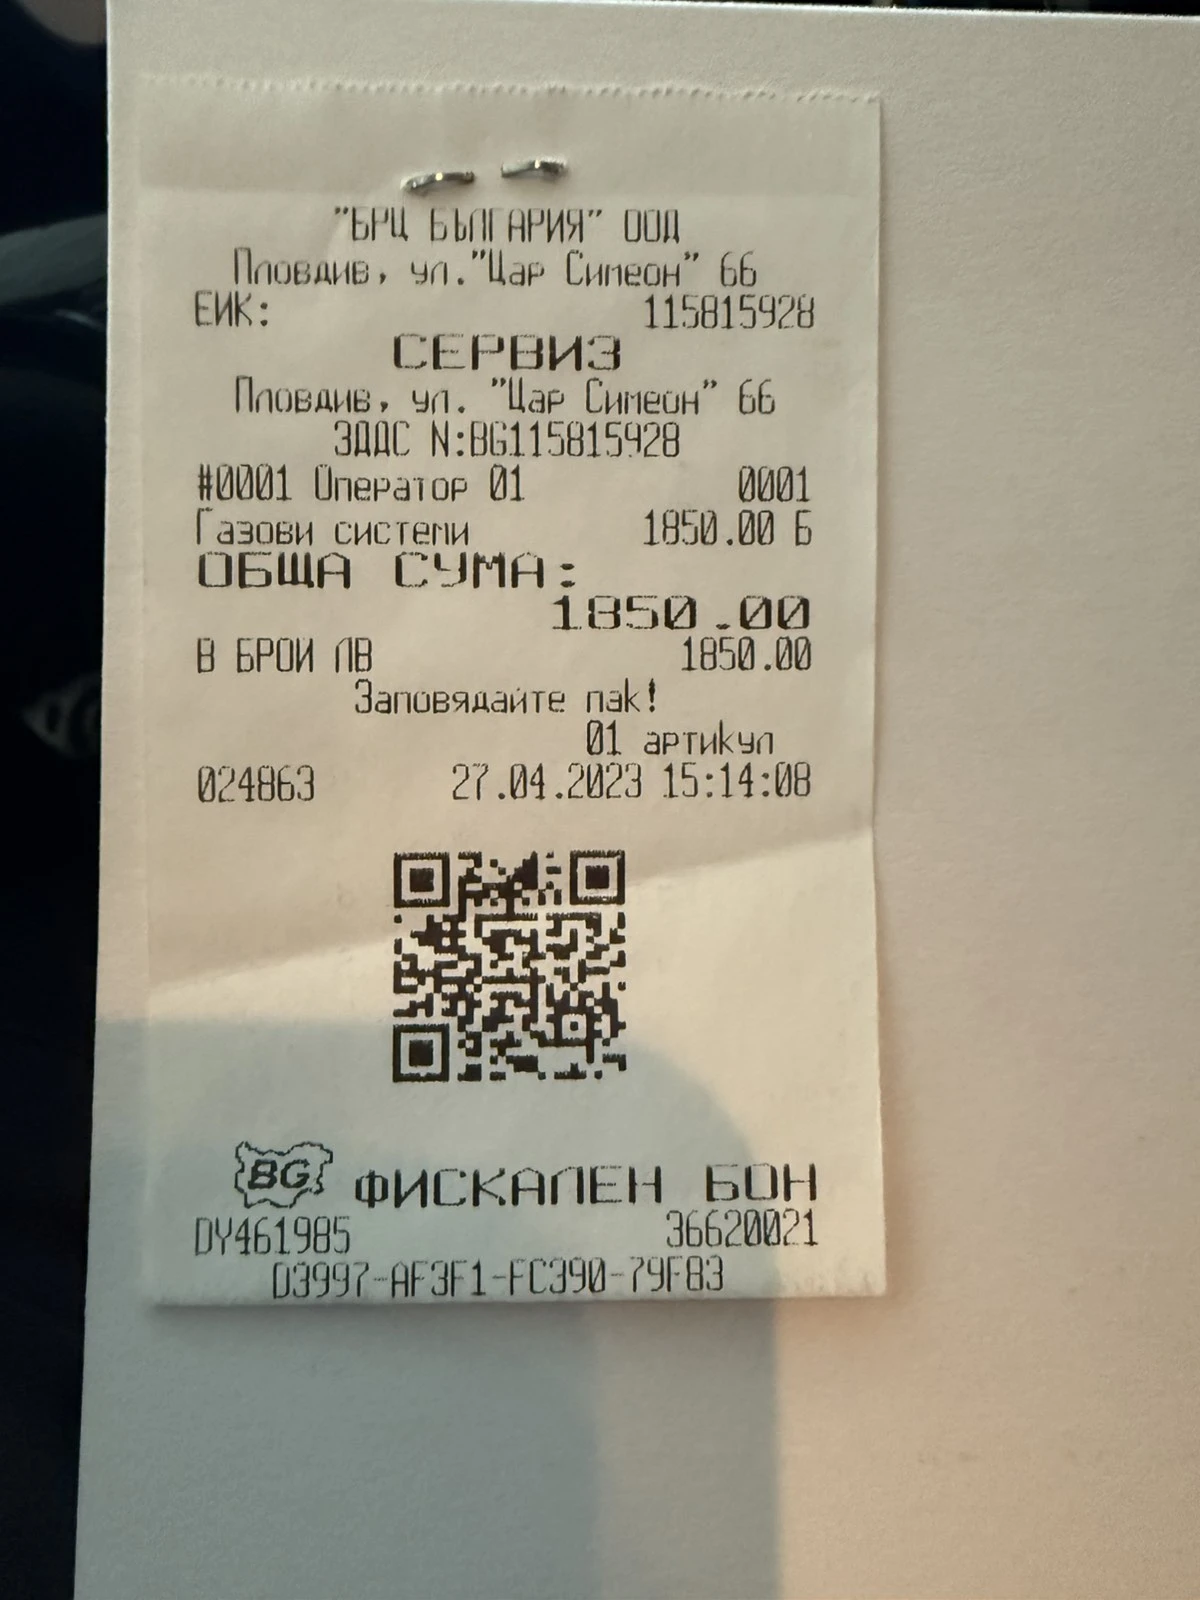 "БРЦ БЪЛГАРИЯ" ООД
Пловдив, ул."Цар Симеон" 66
ЕИК: 115815928
СЕРВИЗ
Пловдив, ул. "Цар Симеон" 66
ЗДДС N:BG115815928
#0001 Оператор 01 0001
Газови системи 1850.00 Б
ОБЩА СУМА:
1850.00
В БРОЙ ЛВ 1850.00
Заповядайте пак!
01 артикул
024863 27.04.2023 15:14:08
BG ФИСКАЛЕН БОН
DY461985 36620021
D3997-AF3F1-FC390-79F83